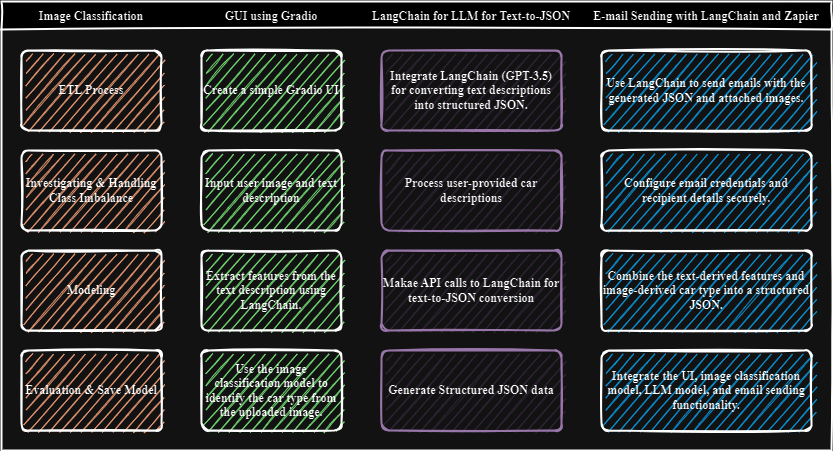 Image Classification
GUI using Gradio
LangChain for LLM for Text-to-JSON
E-mail Sending with LangChain and Zapier
ETL Process
Create a simple Gradio UI
Integrate LangChain (GPT-3.5)
for converting text descriptions
into structured JSON.
Use LangChain to send emails with the
generated JSON and attached images.
Investigating & Handling
Class Imbalance
Input user image and text
description
Process user-provided car
descriptions
Configure email credentials and
recipient details securely.
Modeling
Extract features from the
text description using
LangChain.
Makae API calls to LangChain for
text-to-JSON conversion
Combine the text-derived features and
image-derived car type into a structured
JSON.
Evaluation & Save Model
Use the image
classification model to
identify the car type from
the uploaded image.
Generate Structured JSON data
Integrate the UI, image classification
model, LLM model, and email sending
functionality.